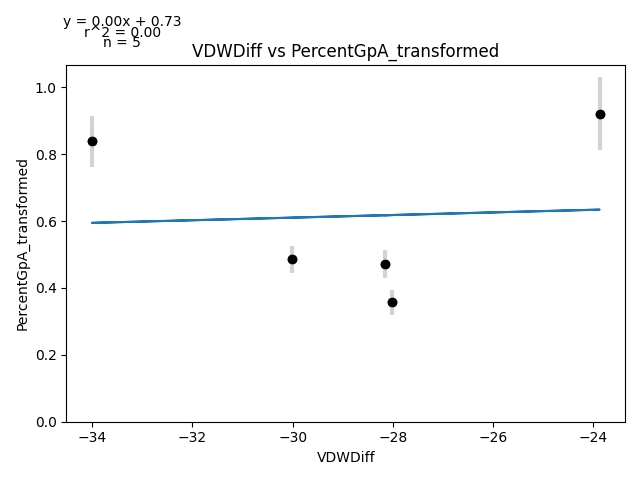 y = 0.00x + 0.73
r^2 = 0.00
n = 5
VDWDiff vs PercentGpA_transformed
1.0
0.8
0.6
0.4
0.2
0.0
PercentGpA_transformed
−34
−32
−30
−28
−26
−24
VDWDiff